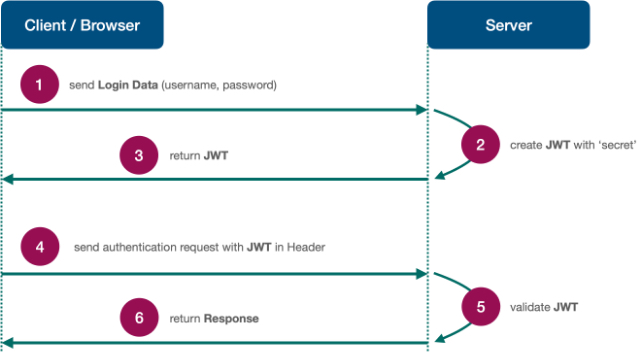 Client / Browser
Server
1
send Login Data (username, password)
2
create JWT with ‘secret’
3
return JWT
4
send authentication request with JWT in Header
5
validate JWT
6
return Response